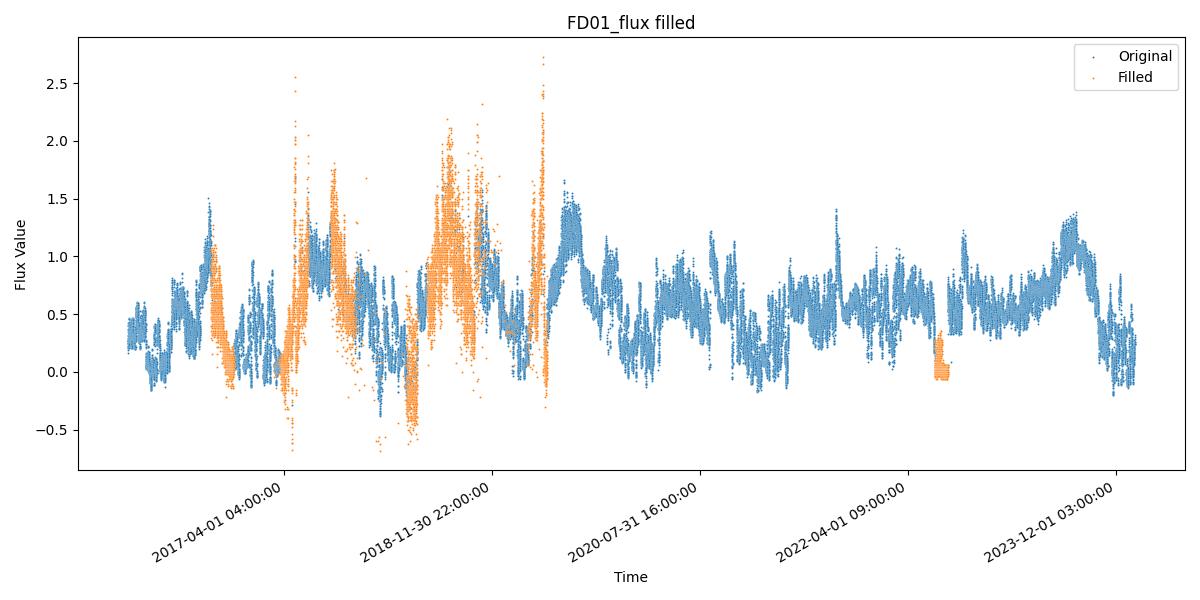 FD01_flux filled
Original
Filled
Flux Value
2.5
2.0
1.5
1.0
0.5
0.0
−0.5
2017-04-01 04:00:00
2018-11-30 22:00:00
2020-07-31 16:00:00
2022-04-01 09:00:00
2023-12-01 03:00:00
Time